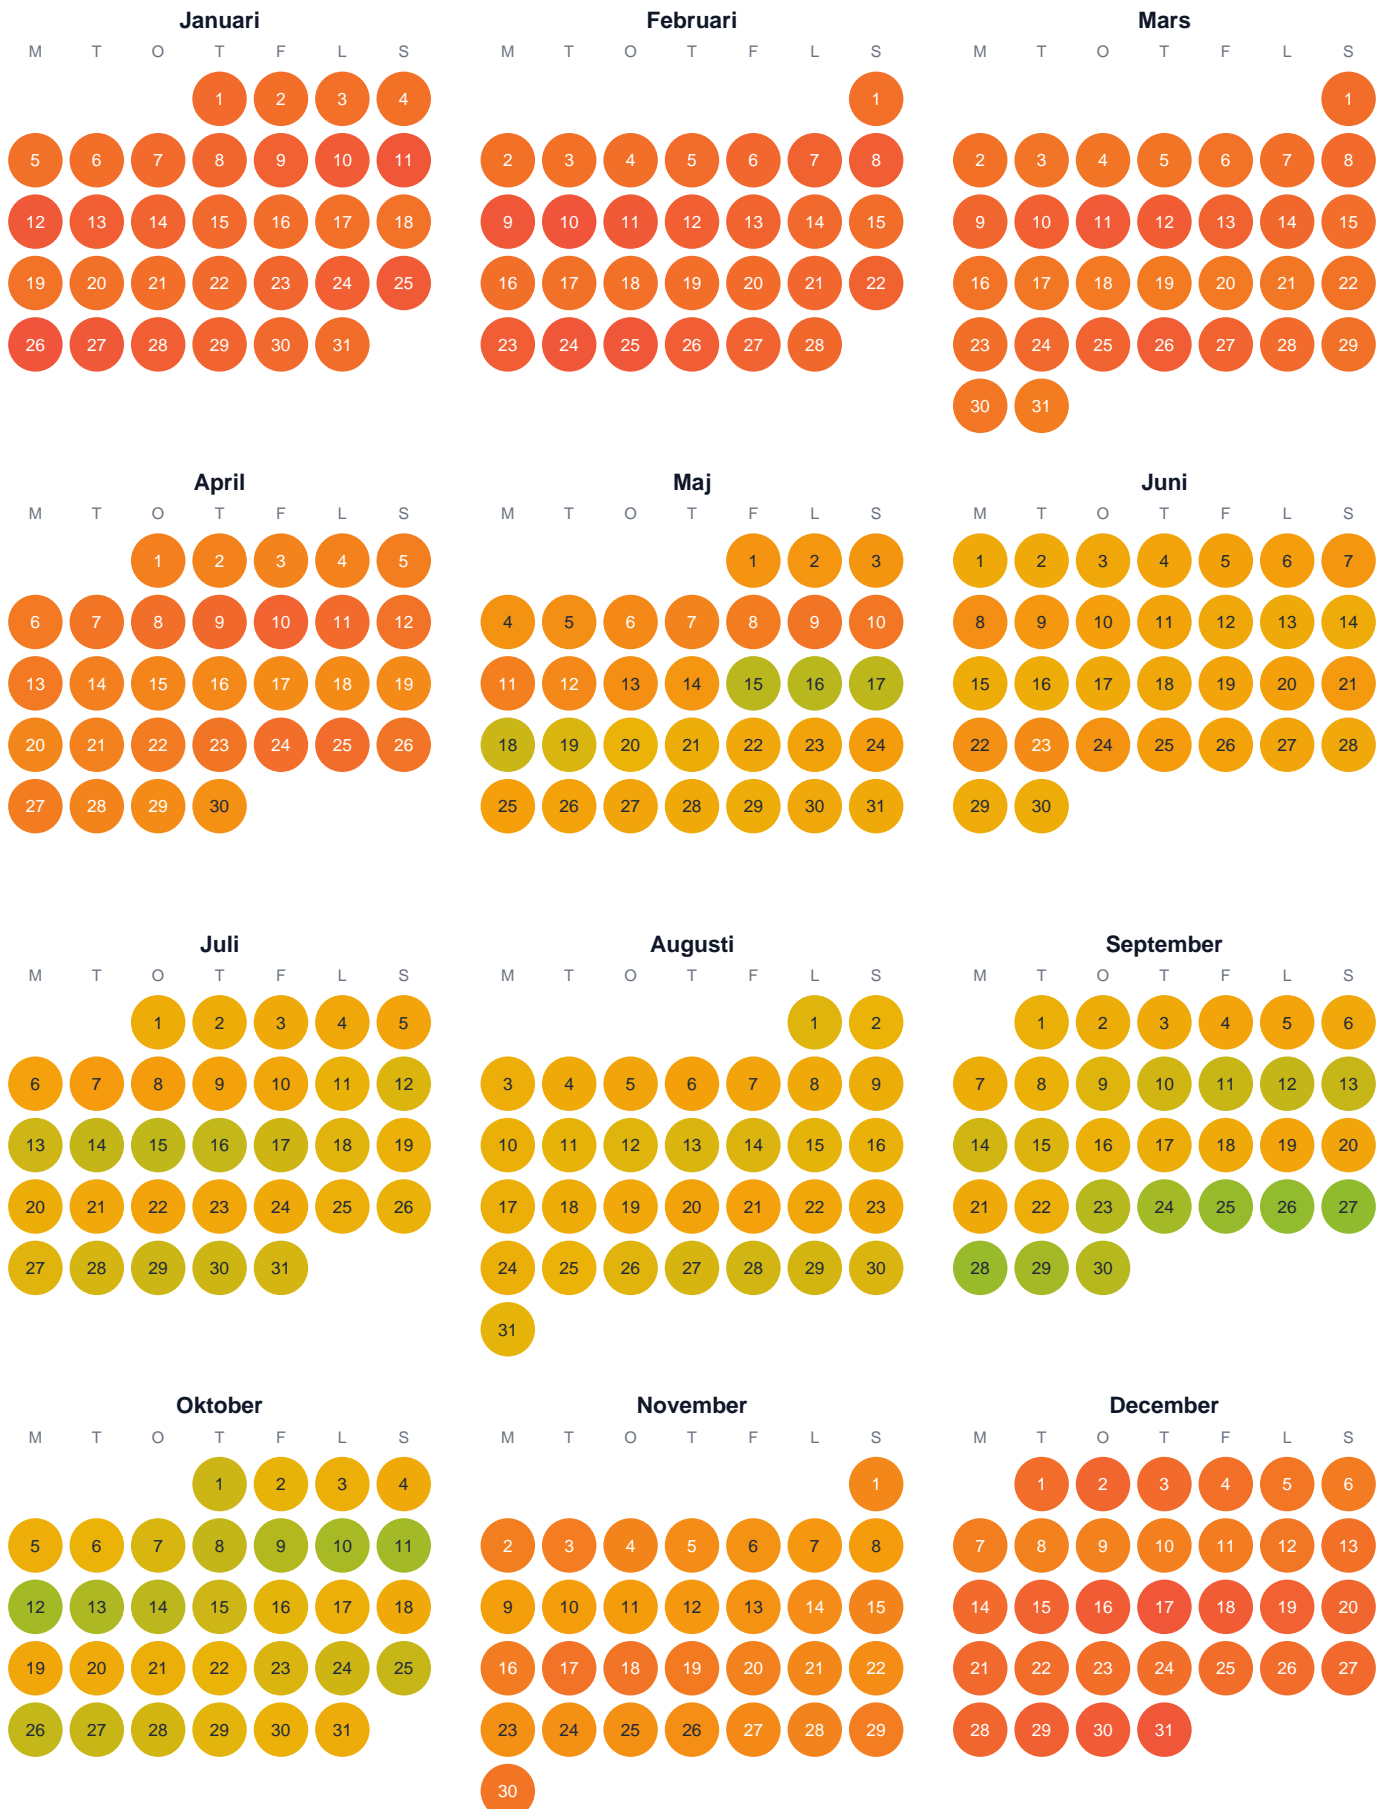 Januari Februari Mars
M T O T F L S M T O T F L S M T O T F L S
1 2 3 4 1 1
5 6 7 8 9 10 11 2 3 4 5 6 7 8 2 3 4 5 6 7 8
12 13 14 15 16 17 18 9 10 11 12 13 14 15 9 10 11 12 13 14 15
19 20 21 22 23 24 25 16 17 18 19 20 21 22 16 17 18 19 20 21 22
26 27 28 29 30 31 23 24 25 26 27 28 23 24 25 26 27 28 29
30 31
April Maj Juni
M T O T F L S M T O T F L S M T O T F L S
1 2 3 4 5 1 2 3 1 2 3 4 5 6 7
6 7 8 9 10 11 12 4 5 6 7 8 9 10 8 9 10 11 12 13 14
13 14 15 16 17 18 19 11 12 13 14 15 16 17 15 16 17 18 19 20 21
20 21 22 23 24 25 26 18 19 20 21 22 23 24 22 23 24 25 26 27 28
27 28 29 30 25 26 27 28 29 30 31 29 30
Juli Augusti September
M T O T F L S M T O T F L S M T O T F L S
1 2 3 4 5 1 2 1 2 3 4 5 6
6 7 8 9 10 11 12 3 4 5 6 7 8 9 7 8 9 10 11 12 13
13 14 15 16 17 18 19 10 11 12 13 14 15 16 14 15 16 17 18 19 20
20 21 22 23 24 25 26 17 18 19 20 21 22 23 21 22 23 24 25 26 27
27 28 29 30 31 24 25 26 27 28 29 30 28 29 30
31
Oktober November December
M T O T F L S M T O T F L S M T O T F L S
1 2 3 4 1 1 2 3 4 5 6
5 6 7 8 9 10 11 2 3 4 5 6 7 8 7 8 9 10 11 12 13
12 13 14 15 16 17 18 9 10 11 12 13 14 15 14 15 16 17 18 19 20
19 20 21 22 23 24 25 16 17 18 19 20 21 22 21 22 23 24 25 26 27
26 27 28 29 30 31 23 24 25 26 27 28 29 28 29 30 31
30